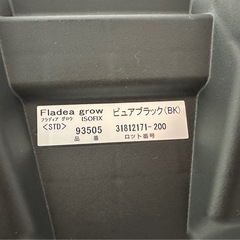 Fladea grow ピュアブラック(BK)
フラディア グロウ ISOFIX
<STD> 93505 31812171-200
品番 ロット番号